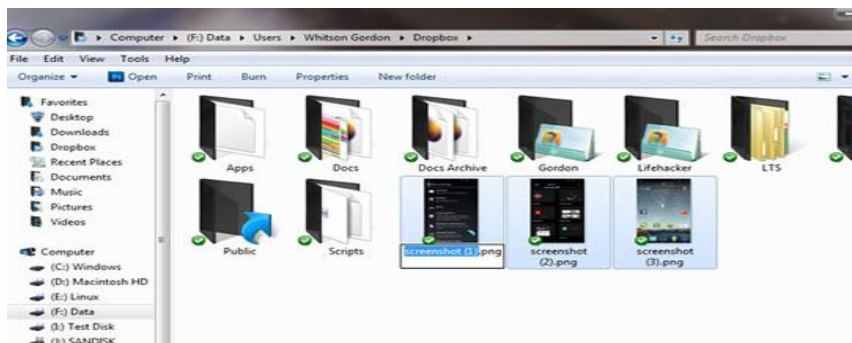 Computer ▸ (F:) Data ▸ Users ▸ Whitson Gordon ▸ Dropbox ▸
Search Dropbox
File Edit View Tools Help
Organize Open Print Burn Properties New folder
Favorites
Desktop
Downloads
Dropbox
Recent Places
Documents
Music
Pictures
Videos
Computer
(C:) Windows
(D:) Macintosh HD
(E:) Linux
(F:) Data
(I:) Test Disk
SANDISK
Apps
Docs
Docs Archive
Gordon
Lifehacker
LTS
Public
Scripts
screenshot (1).png
screenshot
(2).png
screenshot
(3).png